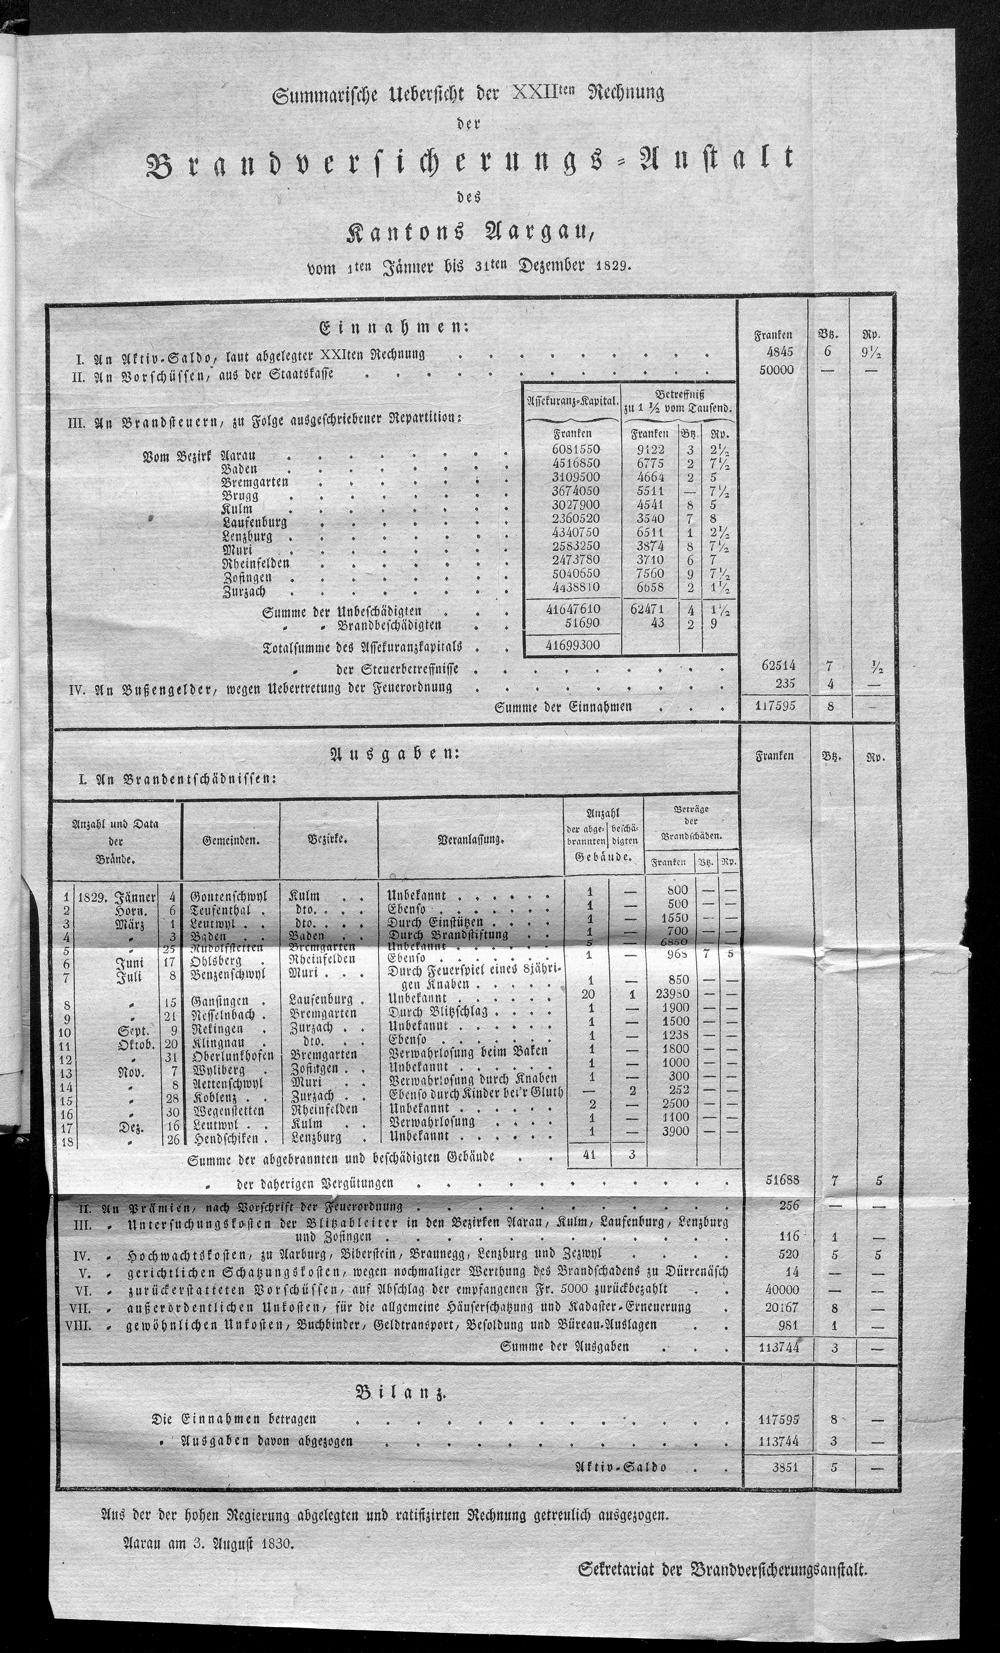 Summarische Uebersicht der XXIIten Rechnung
der
Brandversicherungs-Anstalt
des
Kantons Aargau,
vom 1ten Jänner bis 31ten Dezember 1829.
Einnahmen: Franken Btz. Rp.
I. An Aktiv-Saldo, laut abgelegter XXIten Rechnung . . . . . . . 4845 6 9½
II. An Vorschüssen, aus der Staatskasse . . . . . . . . . 50000 — —
Assekuranz-Kapital. Betreffniß zu 1 ½ vom Tausend.
III. An Brandsteuern, zu Folge ausgeschriebener Repartition:
Franken Franken Btz. Rp.
Vom Bezirk Aarau . . . . . . 6081550 9122 3 2½
Baden . . . . . . 4516850 6775 2 7½
Bremgarten . . . . . 3109500 4664 2 5
Brugg . . . . . . 3674050 5511 — 7½
Kulm . . . . . . 3027900 4541 8 5
Laufenburg . . . . . 2360520 3540 7 8
Lenzburg . . . . . . 4340750 6511 1 2½
Muri . . . . . . 2583250 3874 8 7½
Rheinfelden . . . . . 2473780 3710 6 7
Zofingen . . . . . . 5040650 7560 9 7½
Zurzach . . . . . . 4438810 6658 2 1½
Summe der Unbeschädigten . . . 41647610 62471 4 1½
„ „ Brandbeschädigten . . 51690 43 2 9
Totalsumme des Assekuranzkapitals . . 41699300
„ der Steuerbetreffnisse . . . . . . . . 62514 7 ½
IV. An Bußengelder, wegen Uebertretung der Feuerordnung . . . . . . . . 235 4 —
Summe der Einnahmen . . . 117595 8 —
Ausgaben: Franken Btz. Rp.
I. An Brandentschädnissen:
Anzahl und Data der Brände. Gemeinden. Bezirke. Veranlassung. Anzahl der abgebrannten beschädigten Gebäude. Beträge der Brandschäden. Franken Btz. Rp.
1 1829. Jänner 4 Gontenschwyl Kulm . . Unbekannt . . . . . . 1 — 800 — —
2 Horn. 6 Teufenthal . dto. . . . Ebenso . . . . . . . 1 — 500 — —
3 März 1 Leutwyl . . dto. . . . Durch Einstützen . . . . 1 — 1550 — —
4 „ 3 Baden . . Baden . . Durch Brandstiftung . . . 1 — 700 — —
5 „ 25 Rudolfstetten Bremgarten Unbekannt . . . . . . 5 — 6850 — —
6 Juni 17 Ohlsberg . Rheinfelden Ebenso . . . . . . . 1 — 968 7 5
7 Juli 8 Benzenschwyl Muri . . . Durch Feuerspiel eines 8jähri-
gen Knaben . . . . . 1 — 850 — —
8 „ 15 Gansingen . Laufenburg . Unbekannt . . . . . . 20 1 23980 — —
9 „ 21 Nesselnbach . Bremgarten Durch Blitzschlag . . . . 1 — 1900 — —
10 Sept. 9 Rekingen . Zurzach . . Unbekannt . . . . . . 1 — 1500 — —
11 Oktob. 20 Klingnau . dto. . . Ebenso . . . . . . . 1 — 1238 — —
12 „ 31 Oberlunkhofen Bremgarten Verwahrlosung beim Baken 1 — 1800 — —
13 Nov. 7 Wyliberg . Zofingen . . Unbekannt . . . . . . 1 — 1000 — —
14 „ 8 Aettenschwyl Muri . . Verwahrlosung durch Knaben 1 — 300 — —
15 „ 28 Koblenz . . Zurzach . . Ebenso durch Kinder bei'r Gluth — 2 252 — —
16 „ 30 Wegenstetten Rheinfelden Unbekannt . . . . . . 2 — 2500 — —
17 Dez. 16 Leutwyl . . Kulm . . Verwahrlosung . . . . 1 — 1100 — —
18 „ 26 Hendschiken . Lenzburg . Unbekannt . . . . . . 1 — 3900 — —
Summe der abgebrannten und beschädigten Gebäude . . 41 3
„ der daherigen Vergütungen . . . . . . . . . . . 51688 7 5
II. An Prämien, nach Vorschrift der Feuerordnung . . . . . . . . . . . 256 — —
III. „ Untersuchungskosten der Blitzableiter in den Bezirken Aarau, Kulm, Laufenburg, Lenzburg
und Zofingen . . . . . . . . . . . . 116 1 —
IV. „ Hochwachtskosten, zu Aarburg, Biberstein, Braunegg, Lenzburg und Zezwyl . . . . 520 5 5
V. „ gerichtlichen Schatzungskosten, wegen nochmaliger Werthung des Brandschadens zu Dürrenäsch 14 — —
VI. „ zurückerstatteten Vorschüssen, auf Abschlag der empfangenen Fr. 5000 zurückbezahlt . . 40000 — —
VII. „ außerordentlichen Unkosten, für die allgemeine Häuserschatzung und Kadaster-Erneuerung . 20167 8 —
VIII. „ gewöhnlichen Unkosten, Buchbinder, Geldtransport, Besoldung und Büreau-Auslagen . . 981 1 —
Summe der Ausgaben . . . 113744 3 —
Bilanz.
Die Einnahmen betragen . . . . . . . . . . . . . 117595 8 —
„ Ausgaben davon abgezogen . . . . . . . . . . . . 113744 3 —
Aktiv-Saldo . . 3851 5 —
Aus der der hohen Regierung abgelegten und ratifizirten Rechnung getreulich ausgezogen.
Aarau am 3. August 1830.
Sekretariat der Brandversicherungsanstalt.